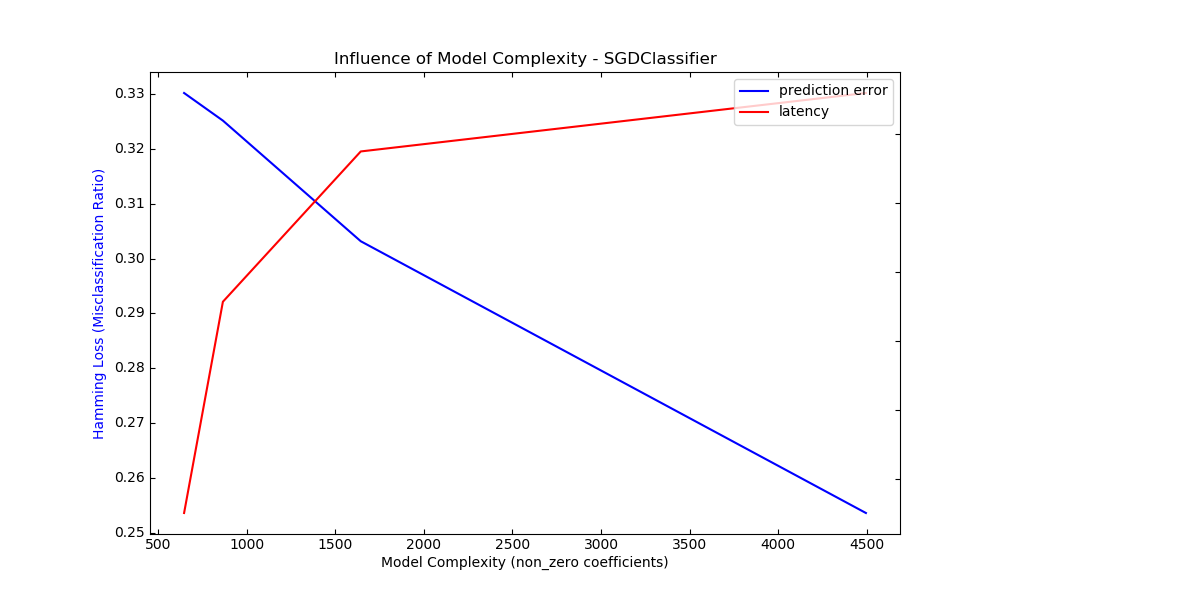 Influence of Model Complexity - SGDClassifier
prediction error
latency
Hamming Loss (Misclassification Ratio)
0.33
0.32
0.31
0.30
0.29
0.28
0.27
0.26
0.25
500 1000 1500 2000 2500 3000 3500 4000 4500
Model Complexity (non_zero coefficients)